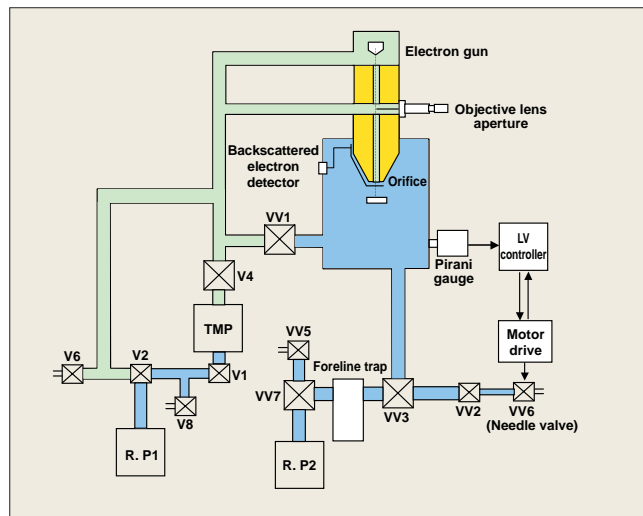 Electron gun
Objective lens
aperture
Backscattered
electron
detector
Orifice
VV1
LV
controller
Pirani
gauge
V4
TMP
Motor
drive
VV5
V6
V2
Foreline trap
V1
VV7
V8
VV3
VV2
VV6
(Needle valve)
R. P1
R. P2